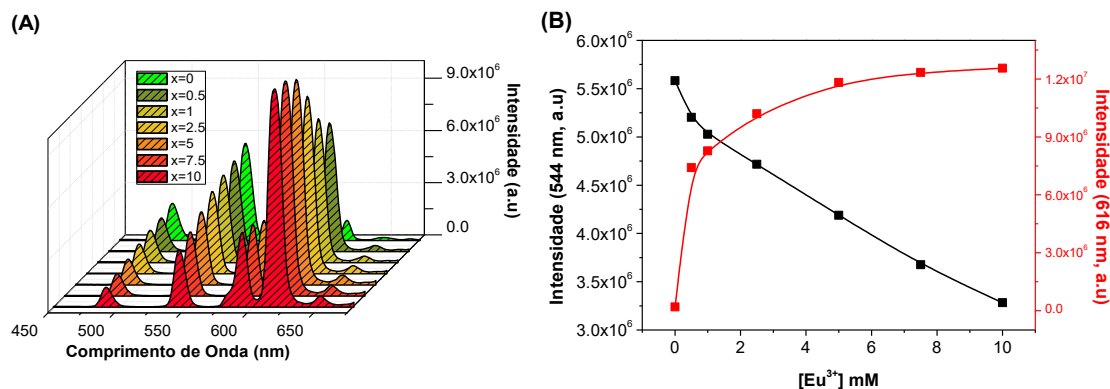 (A)
x=0
x=0.5
x=1
x=2.5
x=5
x=7.5
x=10
9.0x10⁶
6.0x10⁶
3.0x10⁶
0.0
Intensidade (a.u)
450 500 550 600 650
Comprimento de Onda (nm)
(B)
6.0x10⁶
5.5x10⁶
5.0x10⁶
4.5x10⁶
4.0x10⁶
3.5x10⁶
3.0x10⁶
Intensidade (544 nm, a.u)
0 2 4 6 8 10
[Eu³⁺] mM
1.2x10⁷
9.0x10⁶
6.0x10⁶
3.0x10⁶
0.0
Intensidade (616 nm, a.u)